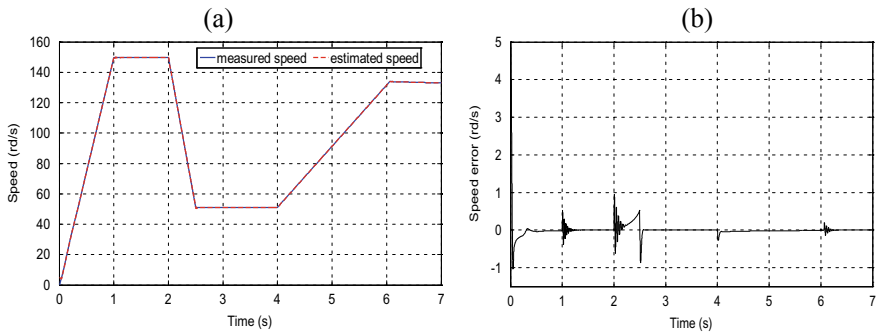 (a)
160
140
120
100
80
60
40
20
0
Speed (rd/s)
measured speed
estimated speed
0 1 2 3 4 5 6 7
Time (s)
(b)
5
4
3
2
1
0
-1
Speed error (rd/s)
0 1 2 3 4 5 6 7
Time (s)